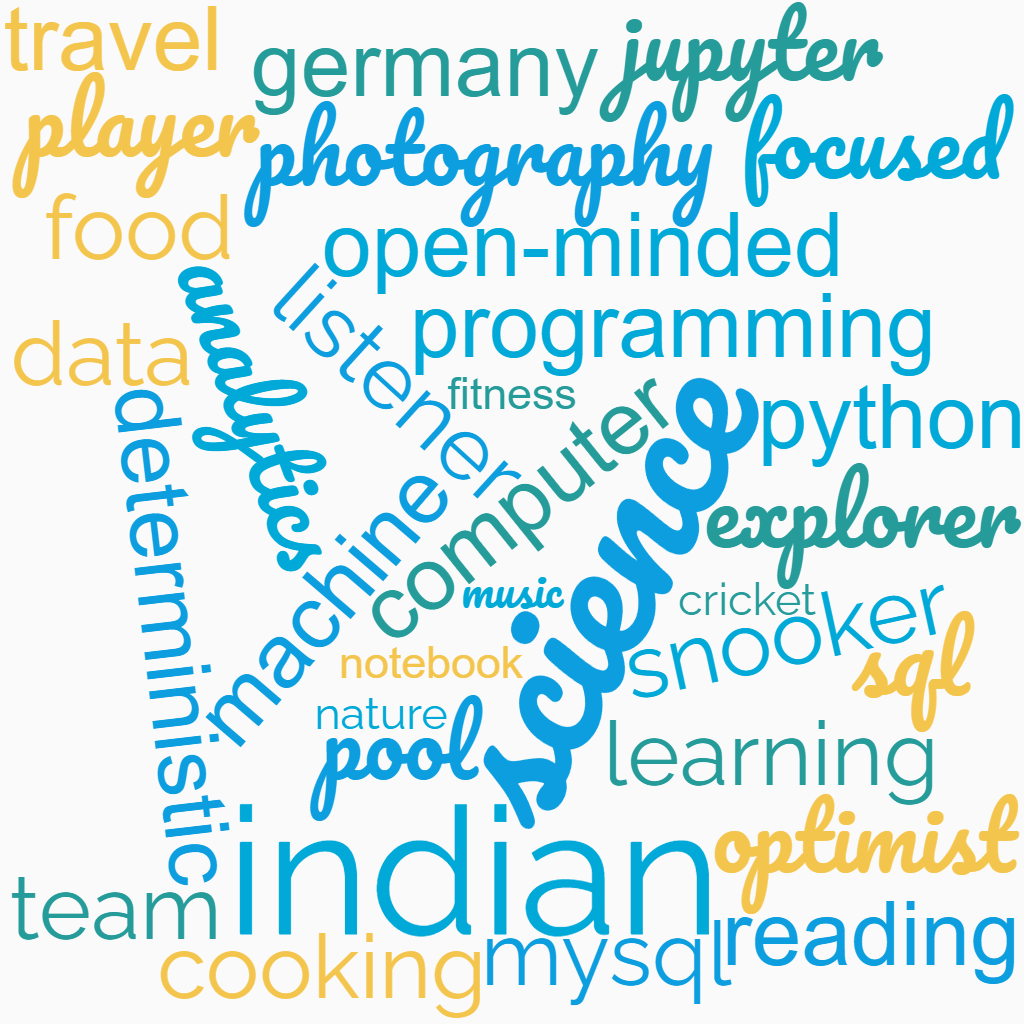 travel
germany
jupyter
player
photography
focused
food
open-minded
analytics
listener
programming
data
fitness
computer
science
python
deterministic
machine
explorer
music
cricket
snooker
notebook
sql
nature
pool
learning
indian
optimist
team
reading
cooking
mysql